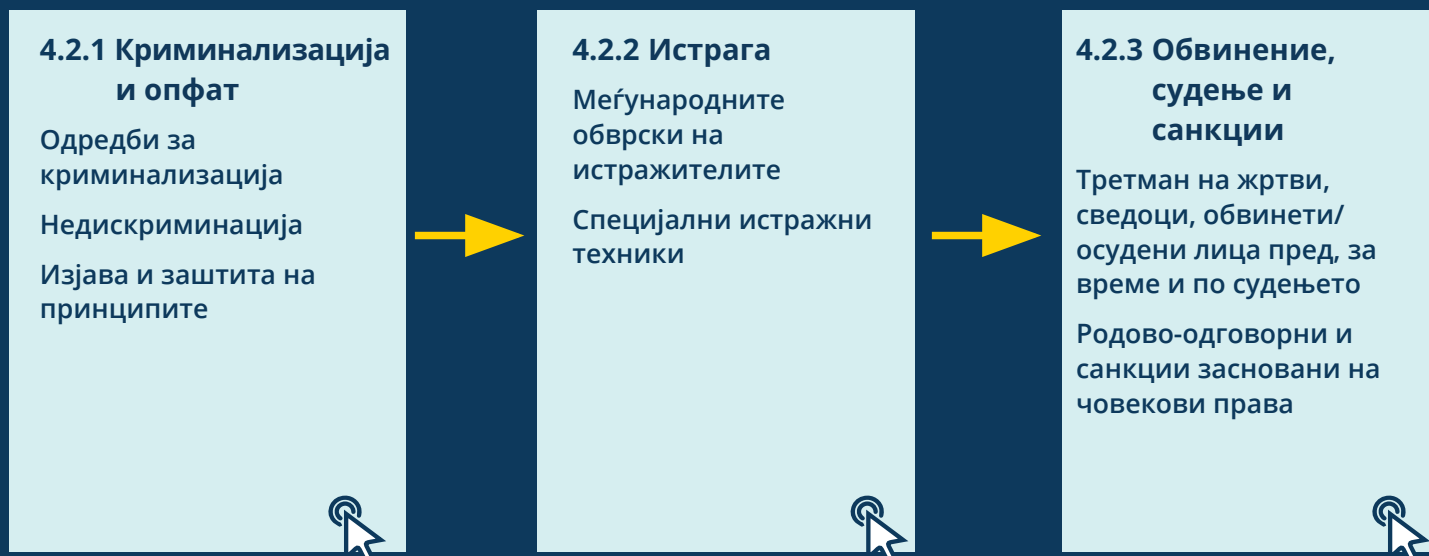 4.2.1 Криминализација
и опфат
Одредби за
криминализација
Недискриминација
Изјава и заштита на
принципите
4.2.2 Истрага
Меѓународните
обврски на
истражителите
Специјални истражни
техники
4.2.3 Обвинение,
судење и
санкции
Третман на жртви,
сведоци, обвинети/
осудени лица пред, за
време и по судењето
Родово-одговорни и
санкции засновани на
човекови права